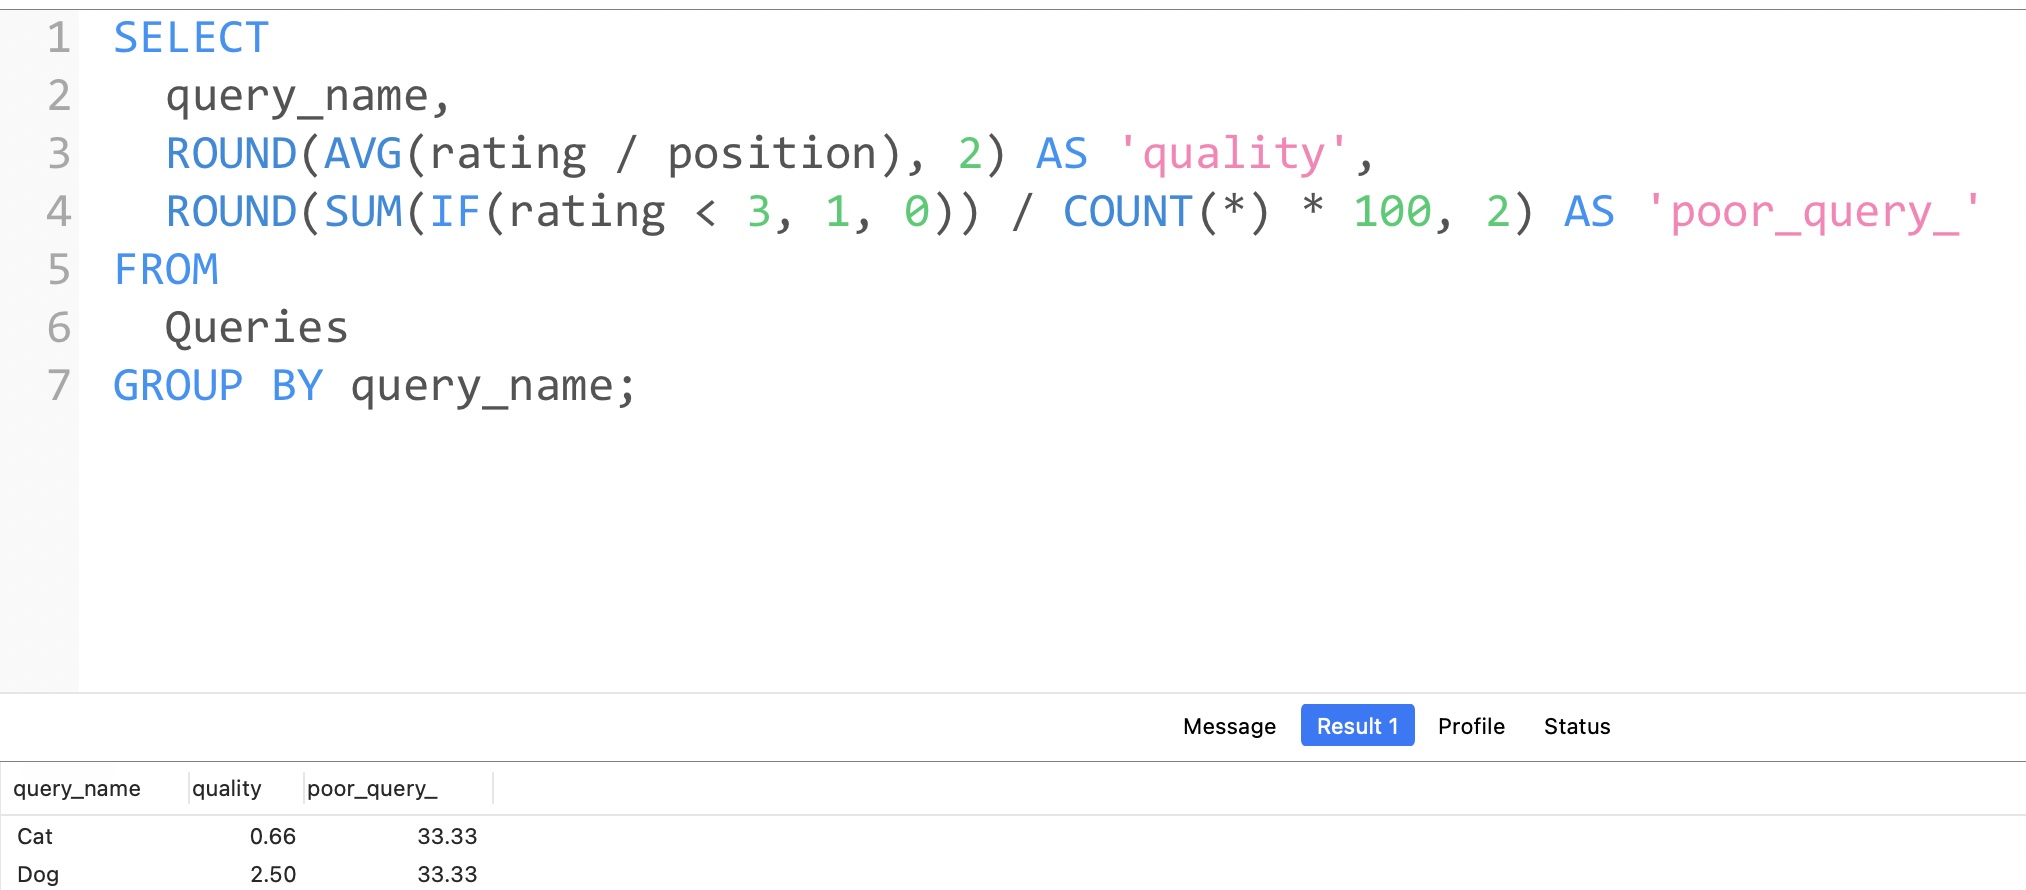 1 SELECT
2 query_name,
3 ROUND(AVG(rating / position), 2) AS 'quality',
4 ROUND(SUM(IF(rating < 3, 1, 0)) / COUNT(*) * 100, 2) AS 'poor_query_'
5 FROM
6 Queries
7 GROUP BY query_name;
Message Result 1 Profile Status
query_name quality poor_query_
Cat 0.66 33.33
Dog 2.50 33.33